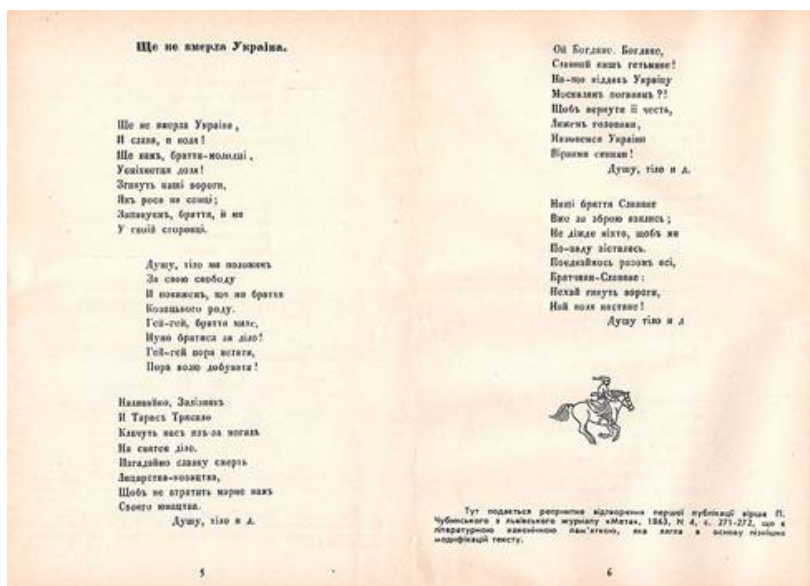 Ще не вмерла Україна.
Ще не вмерла Україна,
И слава, и воля!
Ще намъ, браття-молодці,
Усміхнетця доля!
Згинуть наші вороги,
Якъ роса на сонці;
Запануємъ, браття, й ми
У своїй сторонці.
Душу, тіло ми положимъ
За свою свободу
И покажемъ, що ми браття
Козацького роду.
Гей-гей, браття миле,
Нумо братися за діло!
Гей-гей пора встати,
Пора волю добувати!
Наливайко, Залізнякъ
И Тарасъ Трясило
Кличуть насъ изъ-за могилъ
На святеє діло.
Изгадаймо славну смерть
Лицарства-козацтва,
Щобъ не втратить марне намъ
Своего юнацтва.
Душу, тіло и д.
5
Ой Богдане, Богдане,
Славний нашъ гетьмане!
На-що віддавъ Україну
Москалямъ поганимъ?!
Щобъ вернути її честь,
Ляжемъ головами,
Назовемся України
Вірними синами!
Душу, тіло и д.
Наші браття Славяне
Вже за зброю взялись;
Не діжде ніхто, щобъ ми
По-заду зістались.
Поєднаймось разомъ всі,
Братчики-Славяне:
Нехай гинуть вороги,
Най воля настане!
Душу тіло и д
Тут подається репринтне відтворення першої публікації вірша П.
Чубинського з львівського журналу «Мета», 1863, N 4, с. 271-272, що є
літературною канонічною пам'яткою, яка лягла в основу пізніших
модифікацій тексту.
6